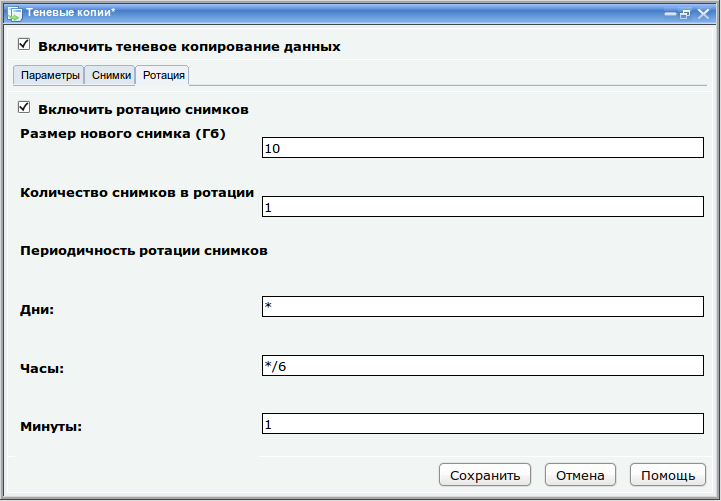 Теневые копии*
Включить теневое копирование данных
Параметры Снимки Ротация
Включить ротацию снимков
Размер нового снимка (Гб)
10
Количество снимков в ротации
1
Периодичность ротации снимков
Дни: *
Часы: */6
Минуты: 1
Сохранить Отмена Помощь